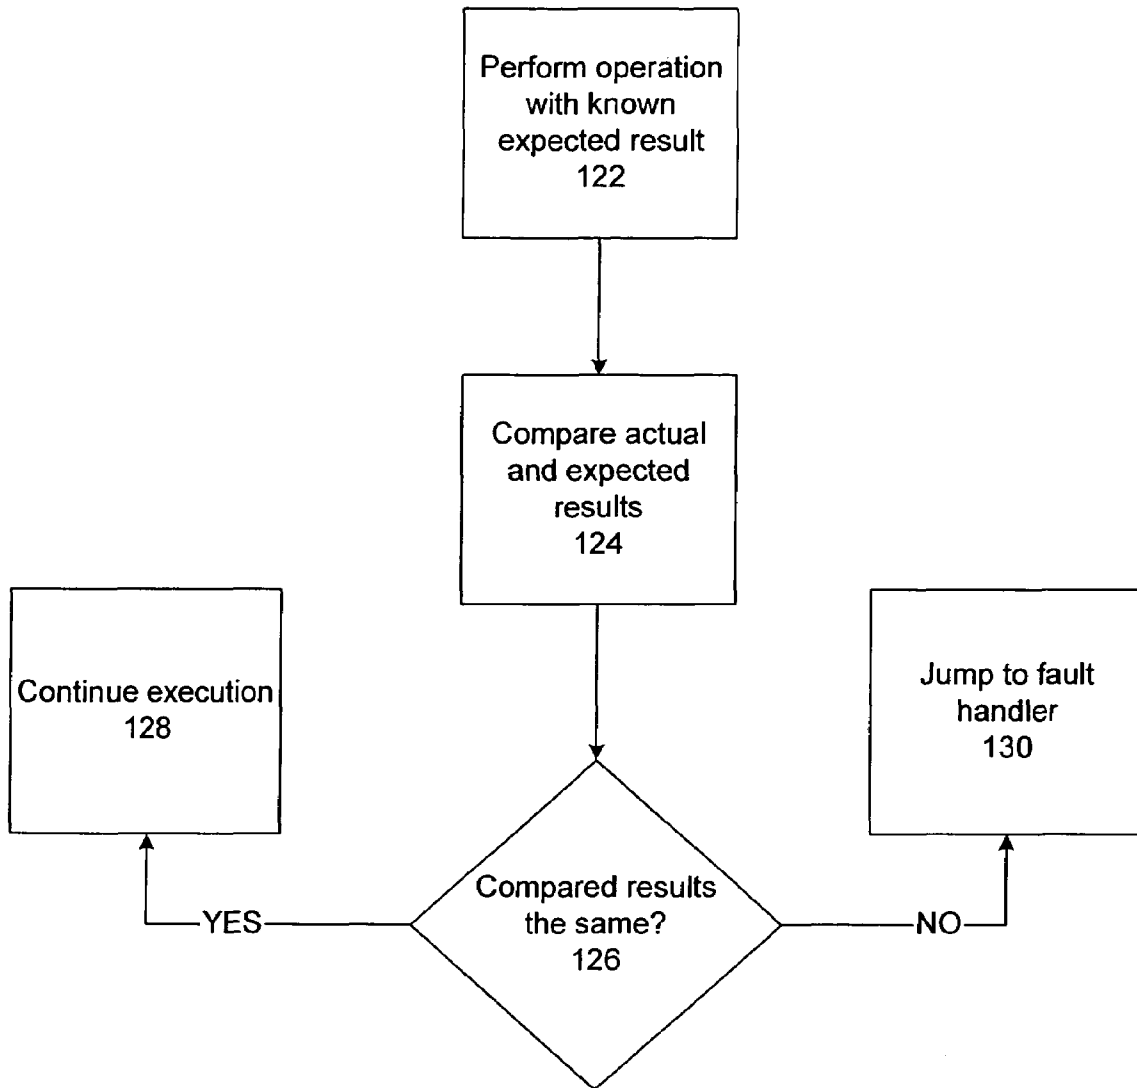 Perform operation
with known
expected result
122
Compare actual
and expected
results
124
Continue execution
128
Jump to fault
handler
130
Compared results
the same?
126
YES
NO